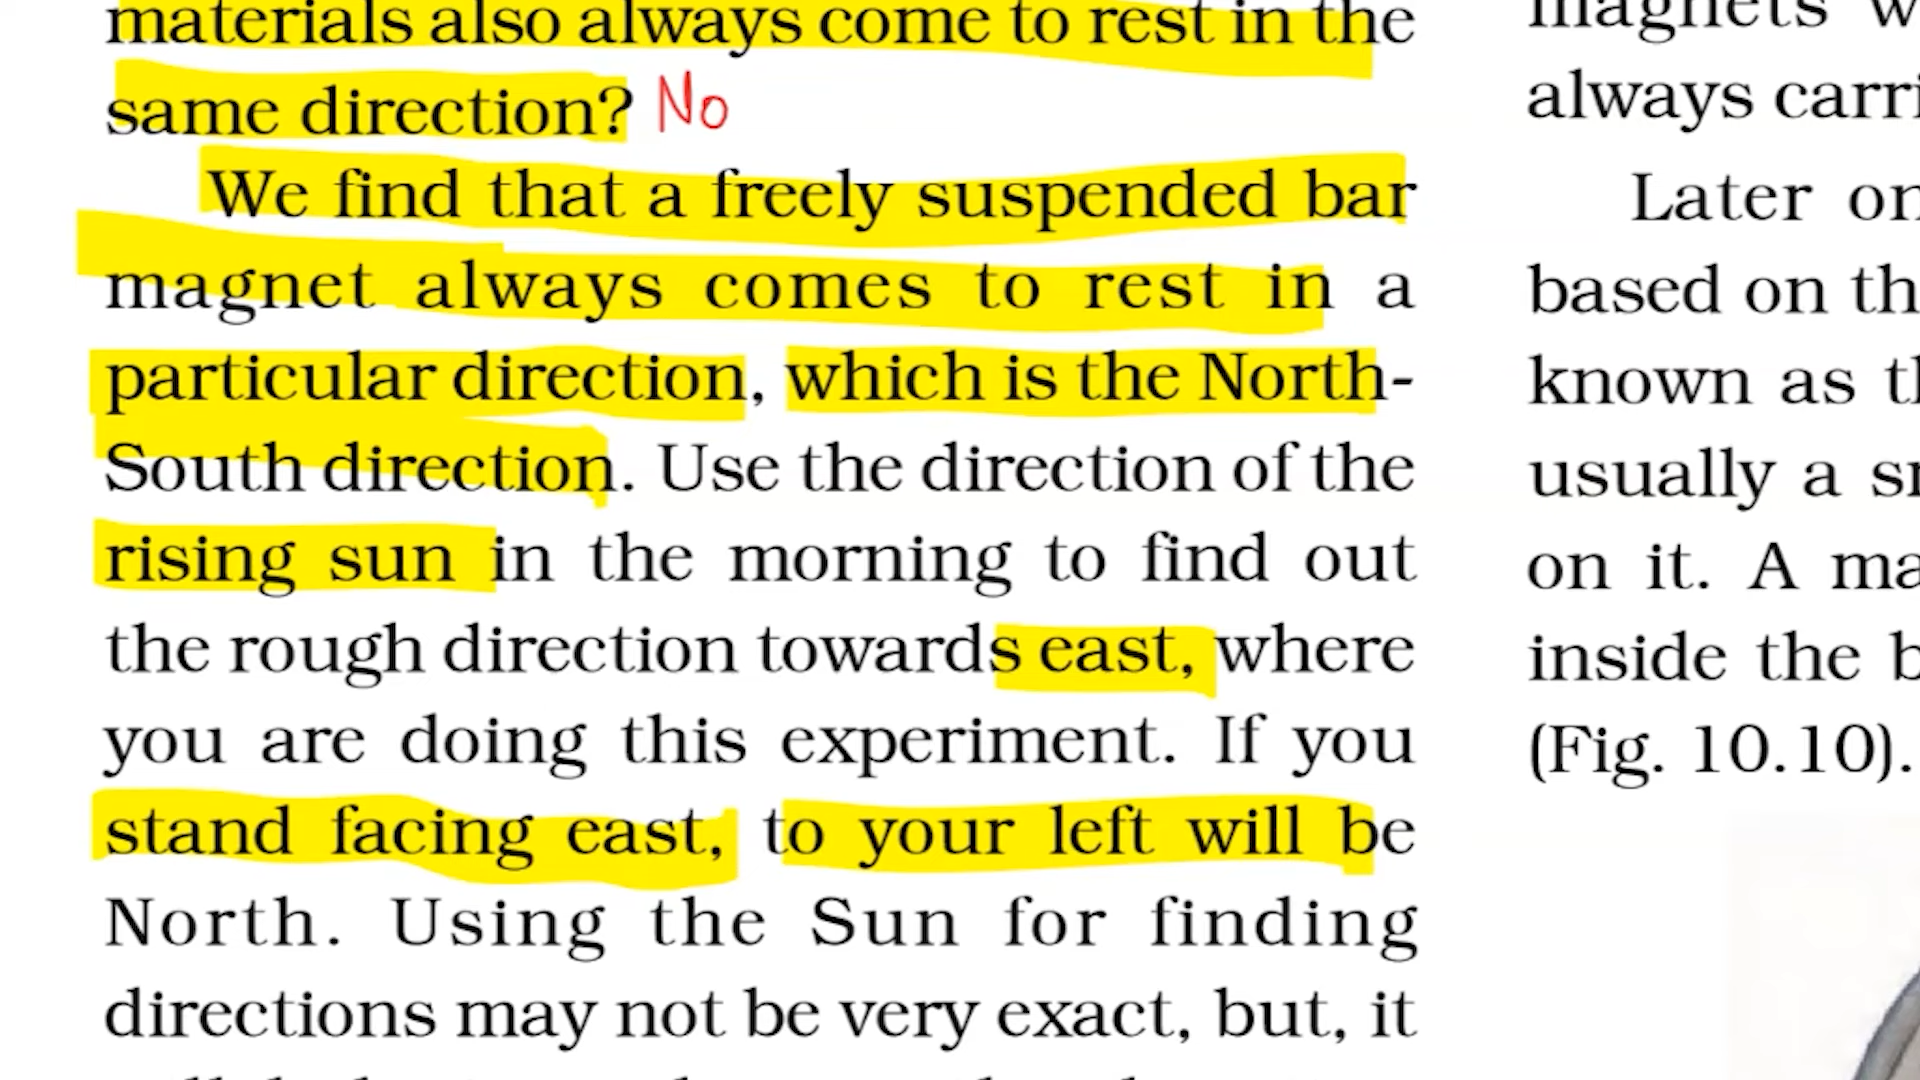 materials also always come to rest in the
same direction? No
We find that a freely suspended bar
magnet always comes to rest in a
particular direction, which is the North-
South direction. Use the direction of the
rising sun in the morning to find out
the rough direction towards east, where
you are doing this experiment. If you
stand facing east, to your left will be
North. Using the Sun for finding
directions may not be very exact, but, it
magnets
always
Later
based on
known as
usually a
on it. A
inside the
(Fig. 10.10).